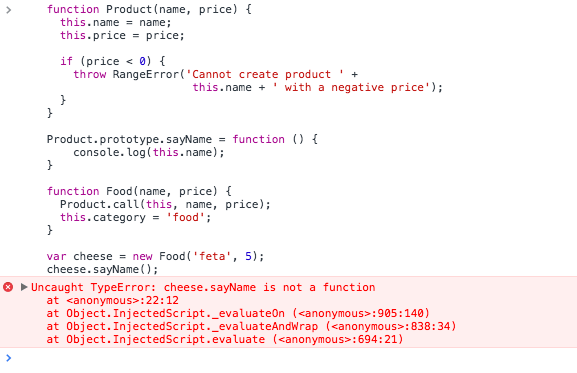 function Product(name, price) {
  this.name = name;
  this.price = price;

  if (price < 0) {
    throw RangeError('Cannot create product ' +
                      this.name + ' with a negative price');
  }
}

Product.prototype.sayName = function () {
    console.log(this.name);
}

function Food(name, price) {
  Product.call(this, name, price);
  this.category = 'food';
}

var cheese = new Food('feta', 5);
cheese.sayName();
Uncaught TypeError: cheese.sayName is not a function
    at <anonymous>:22:12
    at Object.InjectedScript._evaluateOn (<anonymous>:905:140)
    at Object.InjectedScript._evaluateAndWrap (<anonymous>:838:34)
    at Object.InjectedScript.evaluate (<anonymous>:694:21)